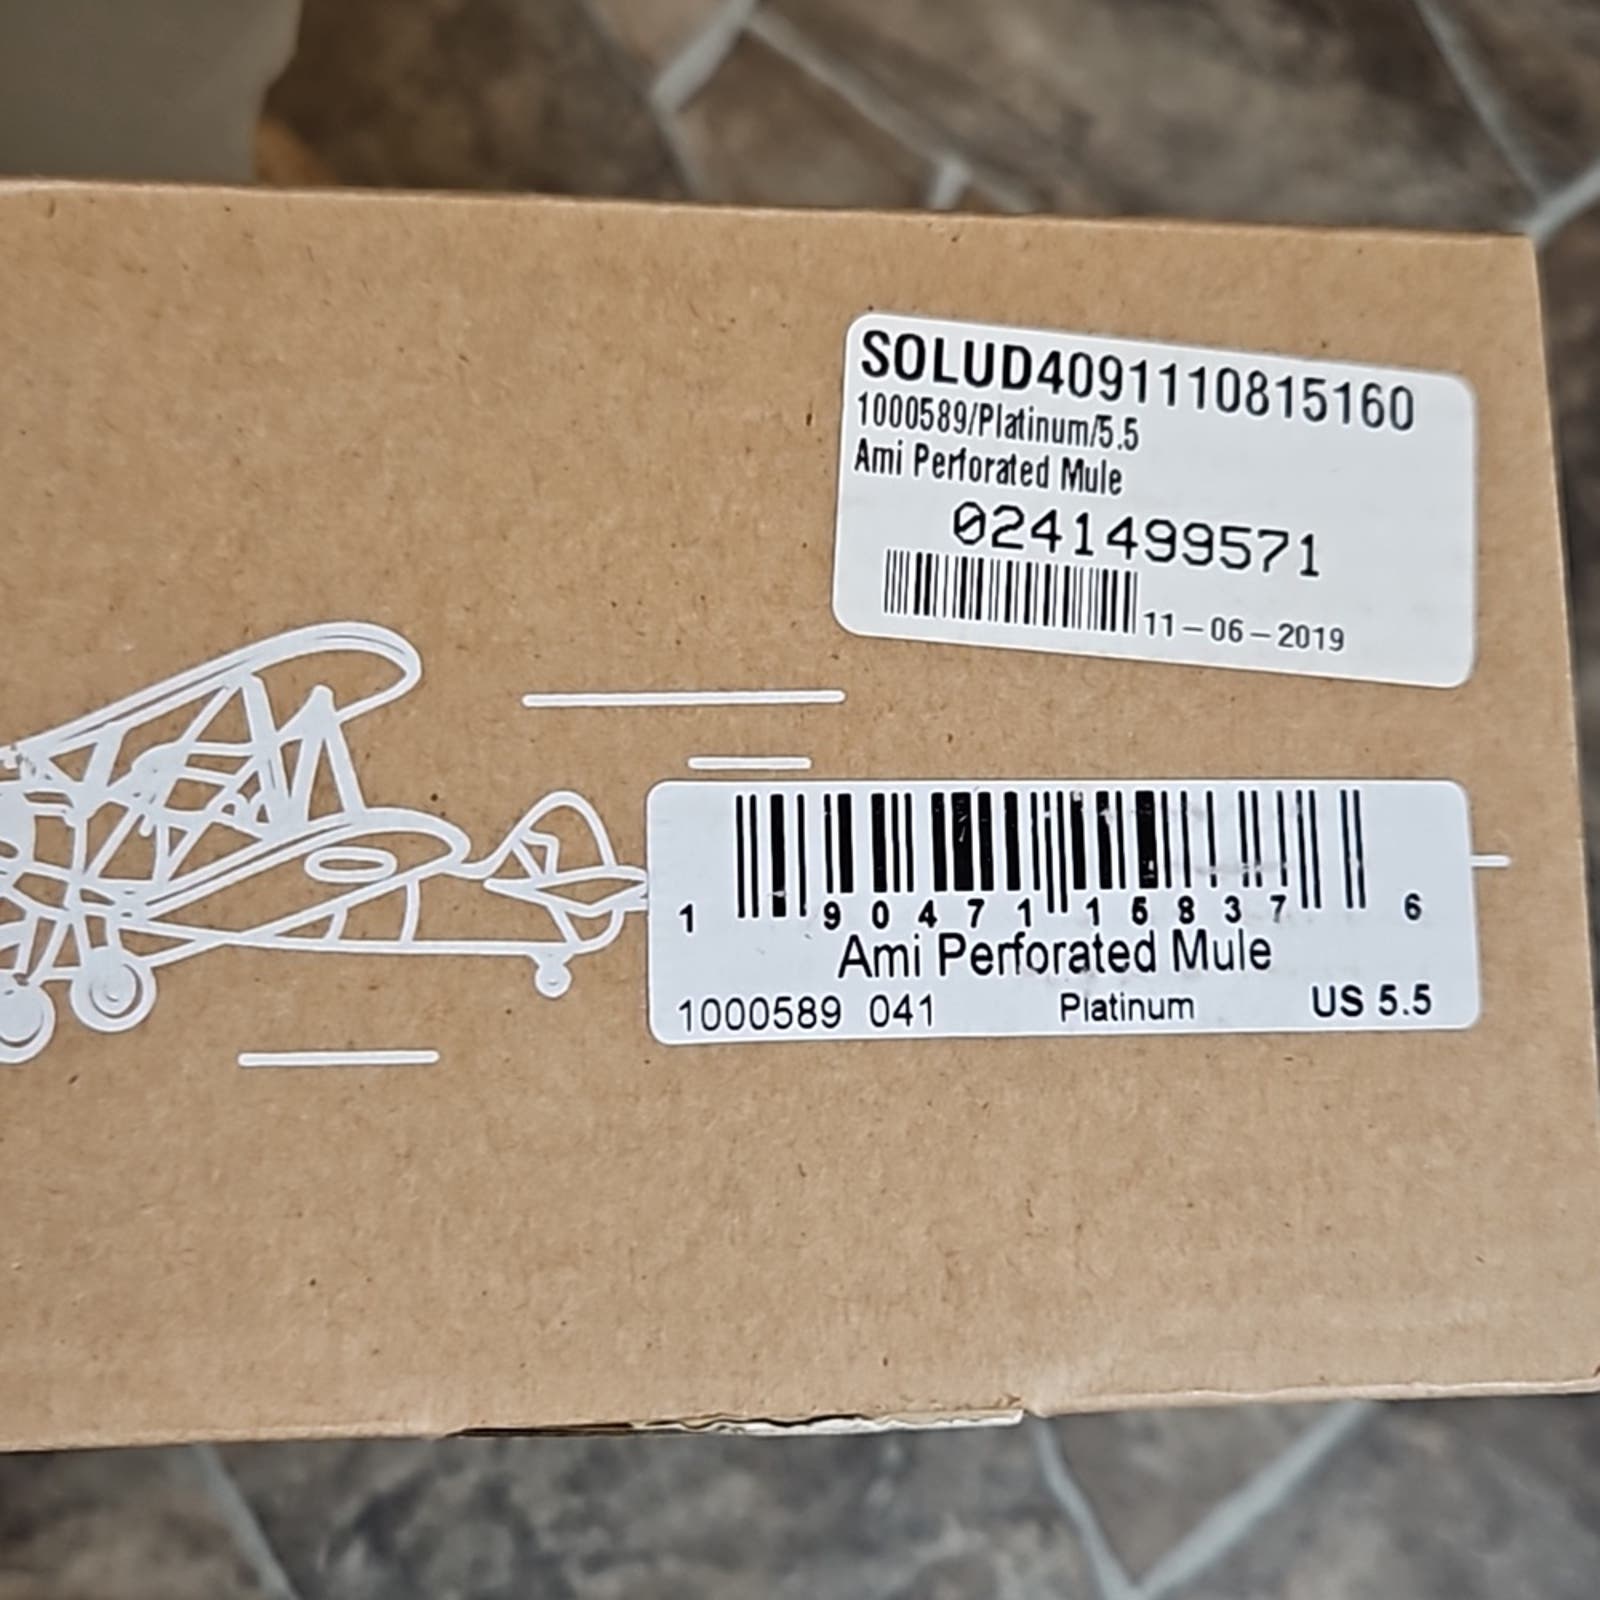 SOLUD4091110815160
1000589/Platinum/5.5
Ami Perforated Mule
0241499571
11-06-2019
1 90471 15837 6
Ami Perforated Mule
1000589 041 Platinum US 5.5